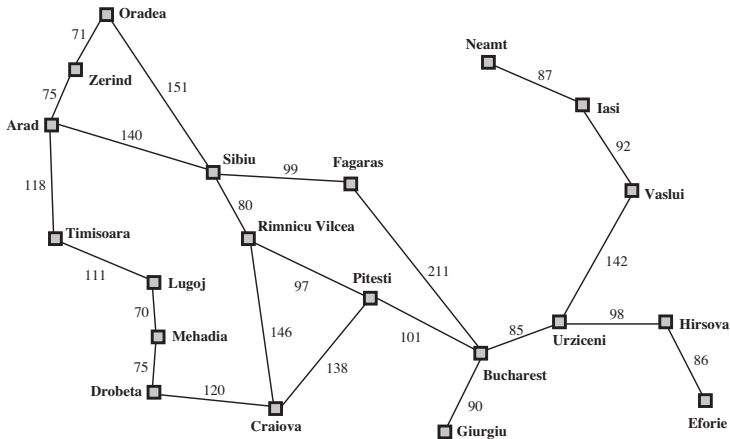 Oradea
71
Neamt
Zerind
87
151
75
Iasi
Arad
140
92
Sibiu
Fagaras
99
118
Vaslui
80
Timisoara
Rimnicu Vilcea
142
111
211
Lugoj
97
Pitesti
70
98
Hirsova
146
85
Mehadia
101
Urziceni
138
86
75
Bucharest
Drobeta
120
90
Craiova
Eforie
Giurgiu